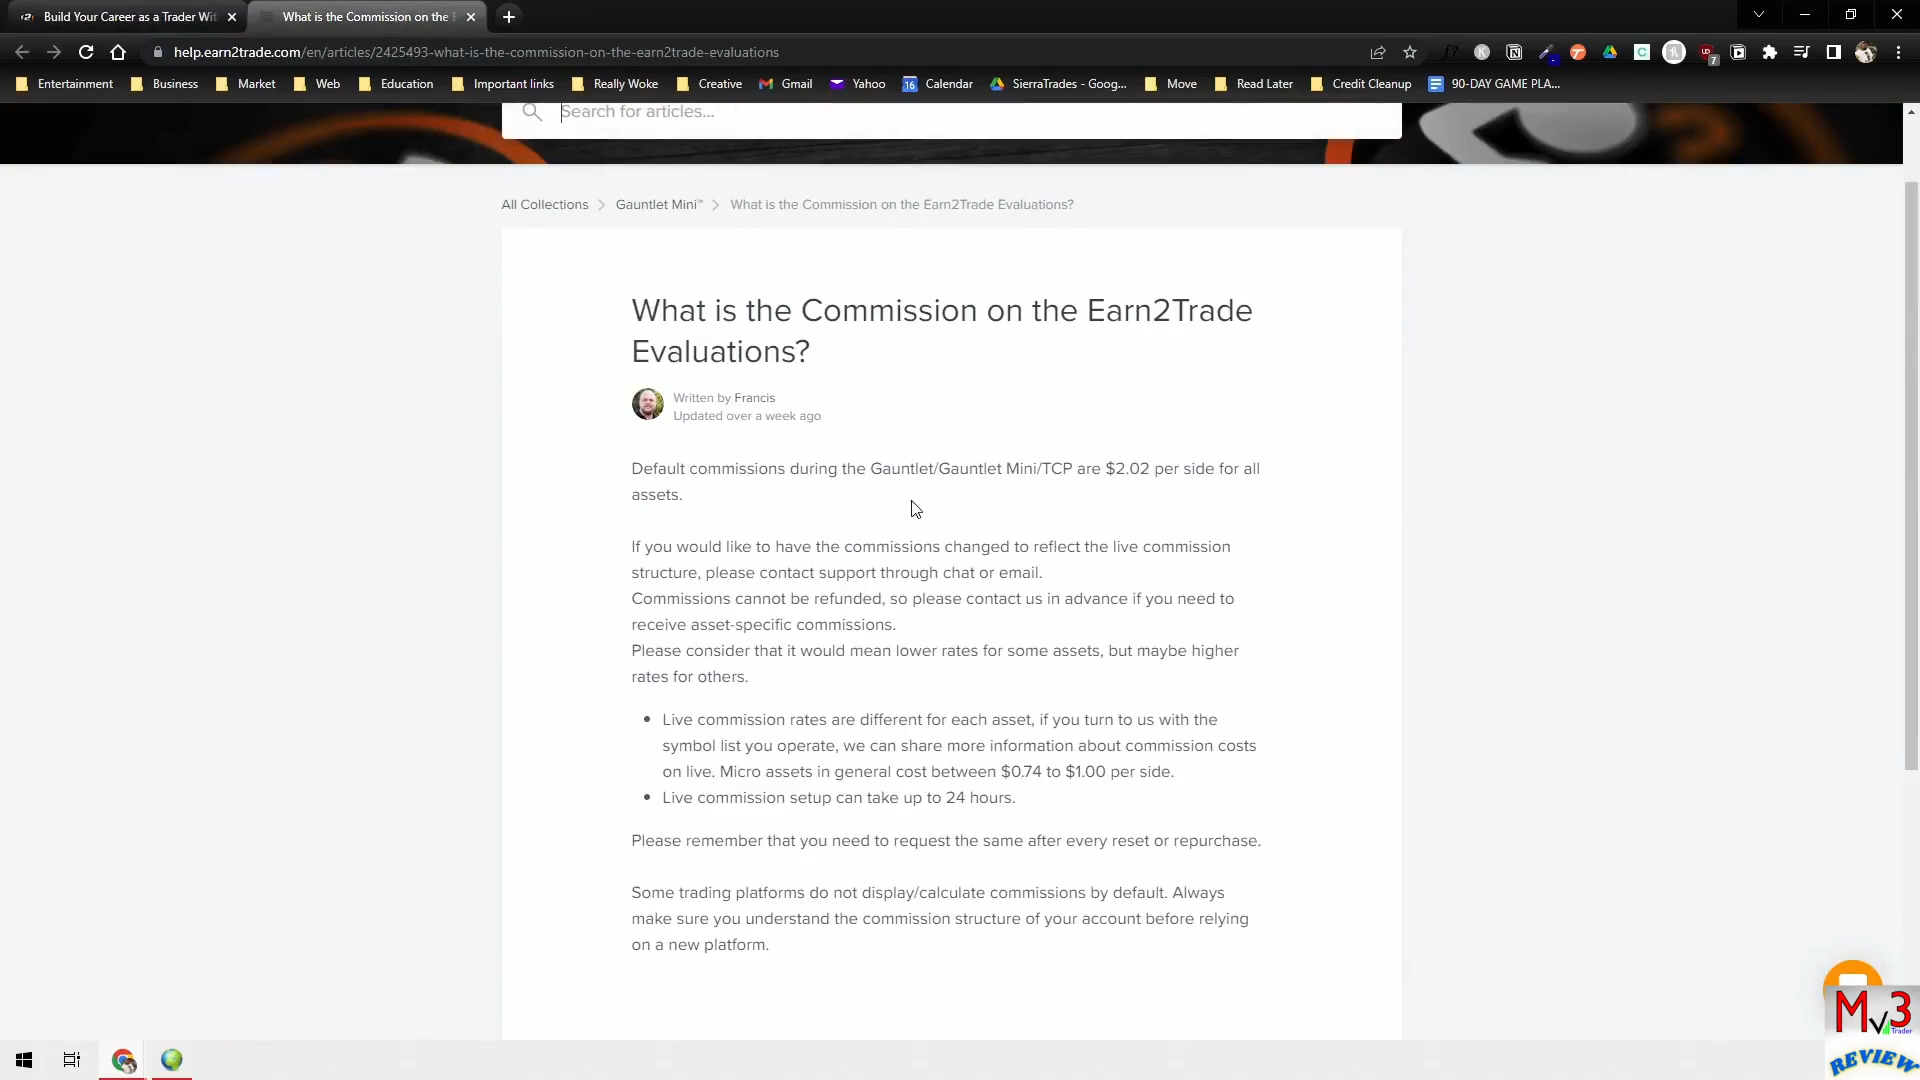 Build Your Career as a Trader Wit
What is the Commission on the E
help.earn2trade.com/en/articles/2425493-what-is-the-commission-on-the-earn2trade-evaluations
Entertainment
Business
Market
Web
Education
Important links
Really Woke
Creative
Gmail
Yahoo
16
Calendar
SierraTrades - Goog...
Move
Read Later
Credit Cleanup
90-DAY GAME PLA...
Search for articles...
All Collections > Gauntlet Mini™ > What is the Commission on the Earn2Trade Evaluations?
What is the Commission on the Earn2Trade
Evaluations?
Written by Francis
Updated over a week ago
Default commissions during the Gauntlet/Gauntlet Mini/TCP are $2.02 per side for all
assets.
If you would like to have the commissions changed to reflect the live commission
structure, please contact support through chat or email.
Commissions cannot be refunded, so please contact us in advance if you need to
receive asset-specific commissions.
Please consider that it would mean lower rates for some assets, but maybe higher
rates for others.
• Live commission rates are different for each asset, if you turn to us with the
symbol list you operate, we can share more information about commission costs
on live. Micro assets in general cost between $0.74 to $1.00 per side.
• Live commission setup can take up to 24 hours.
Please remember that you need to request the same after every reset or repurchase.
Some trading platforms do not display/calculate commissions by default. Always
make sure you understand the commission structure of your account before relying
on a new platform.
Mv3
Trader
REVIEW